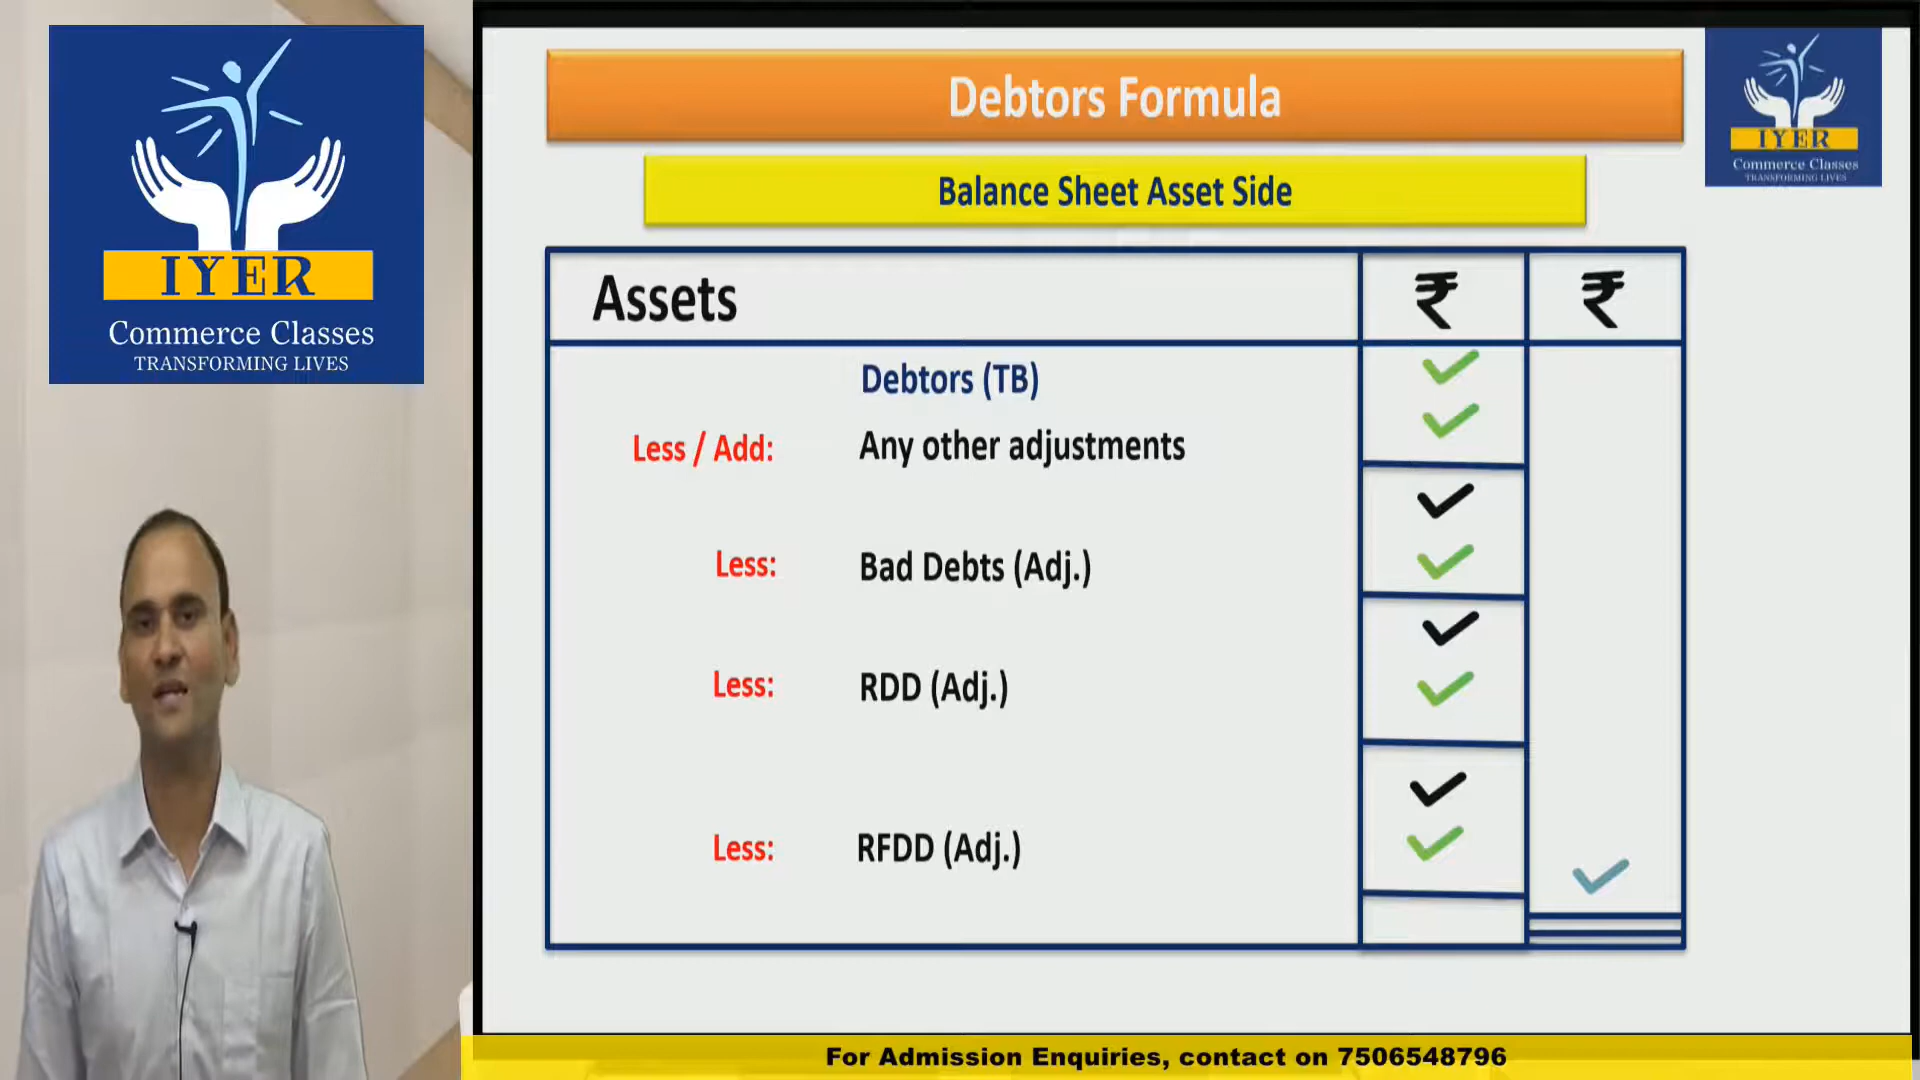 IYER
Commerce Classes
TRANSFORMING LIVES
Debtors Formula
IYER
Commerce Classes
TRANSFORMING LIVES
Balance Sheet Asset Side
Assets ₹ ₹
Debtors (TB)
Less / Add: Any other adjustments
Less: Bad Debts (Adj.)
Less: RDD (Adj.)
Less: RFDD (Adj.)
For Admission Enquiries, contact on 7506548796